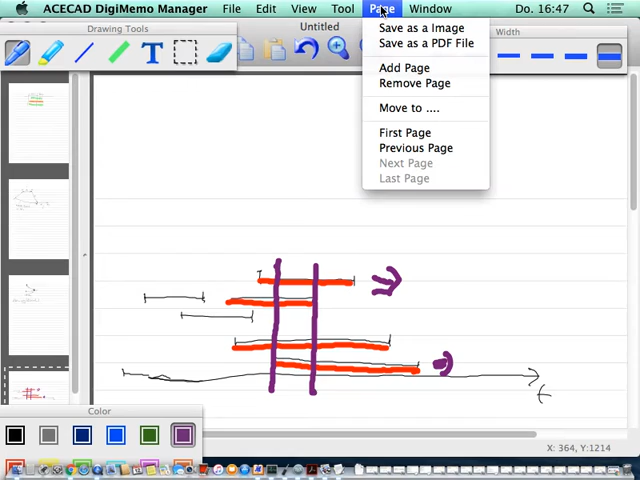 ACECAD DigiMemo Manager File Edit View Tool Page Window Do. 16:47
Drawing Tools
Untitled
Width
T
Save as a Image
Save as a PDF File
Add Page
Remove Page
Move to ....
First Page
Previous Page
Next Page
Last Page
t
Color
X: 364, Y:1214